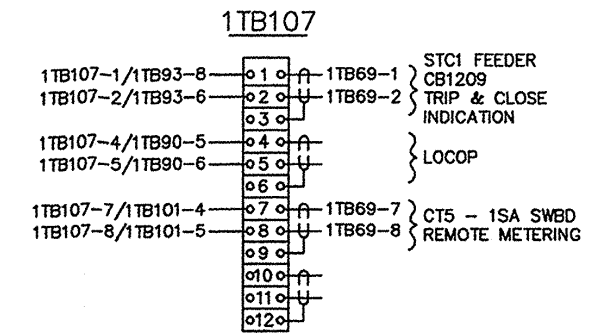 1TB107
1TB107-1/1TB93-8 1 1TB69-1
1TB107-2/1TB93-6 2 1TB69-2
3
STC1 FEEDER
CB1209
TRIP & CLOSE
INDICATION
1TB107-4/1TB90-5 4
1TB107-5/1TB90-6 5
6
LOCOP
1TB107-7/1TB101-4 7 1TB69-7
1TB107-8/1TB101-5 8 1TB69-8
9
CT5 - 1SA SWBD
REMOTE METERING
10
11
12